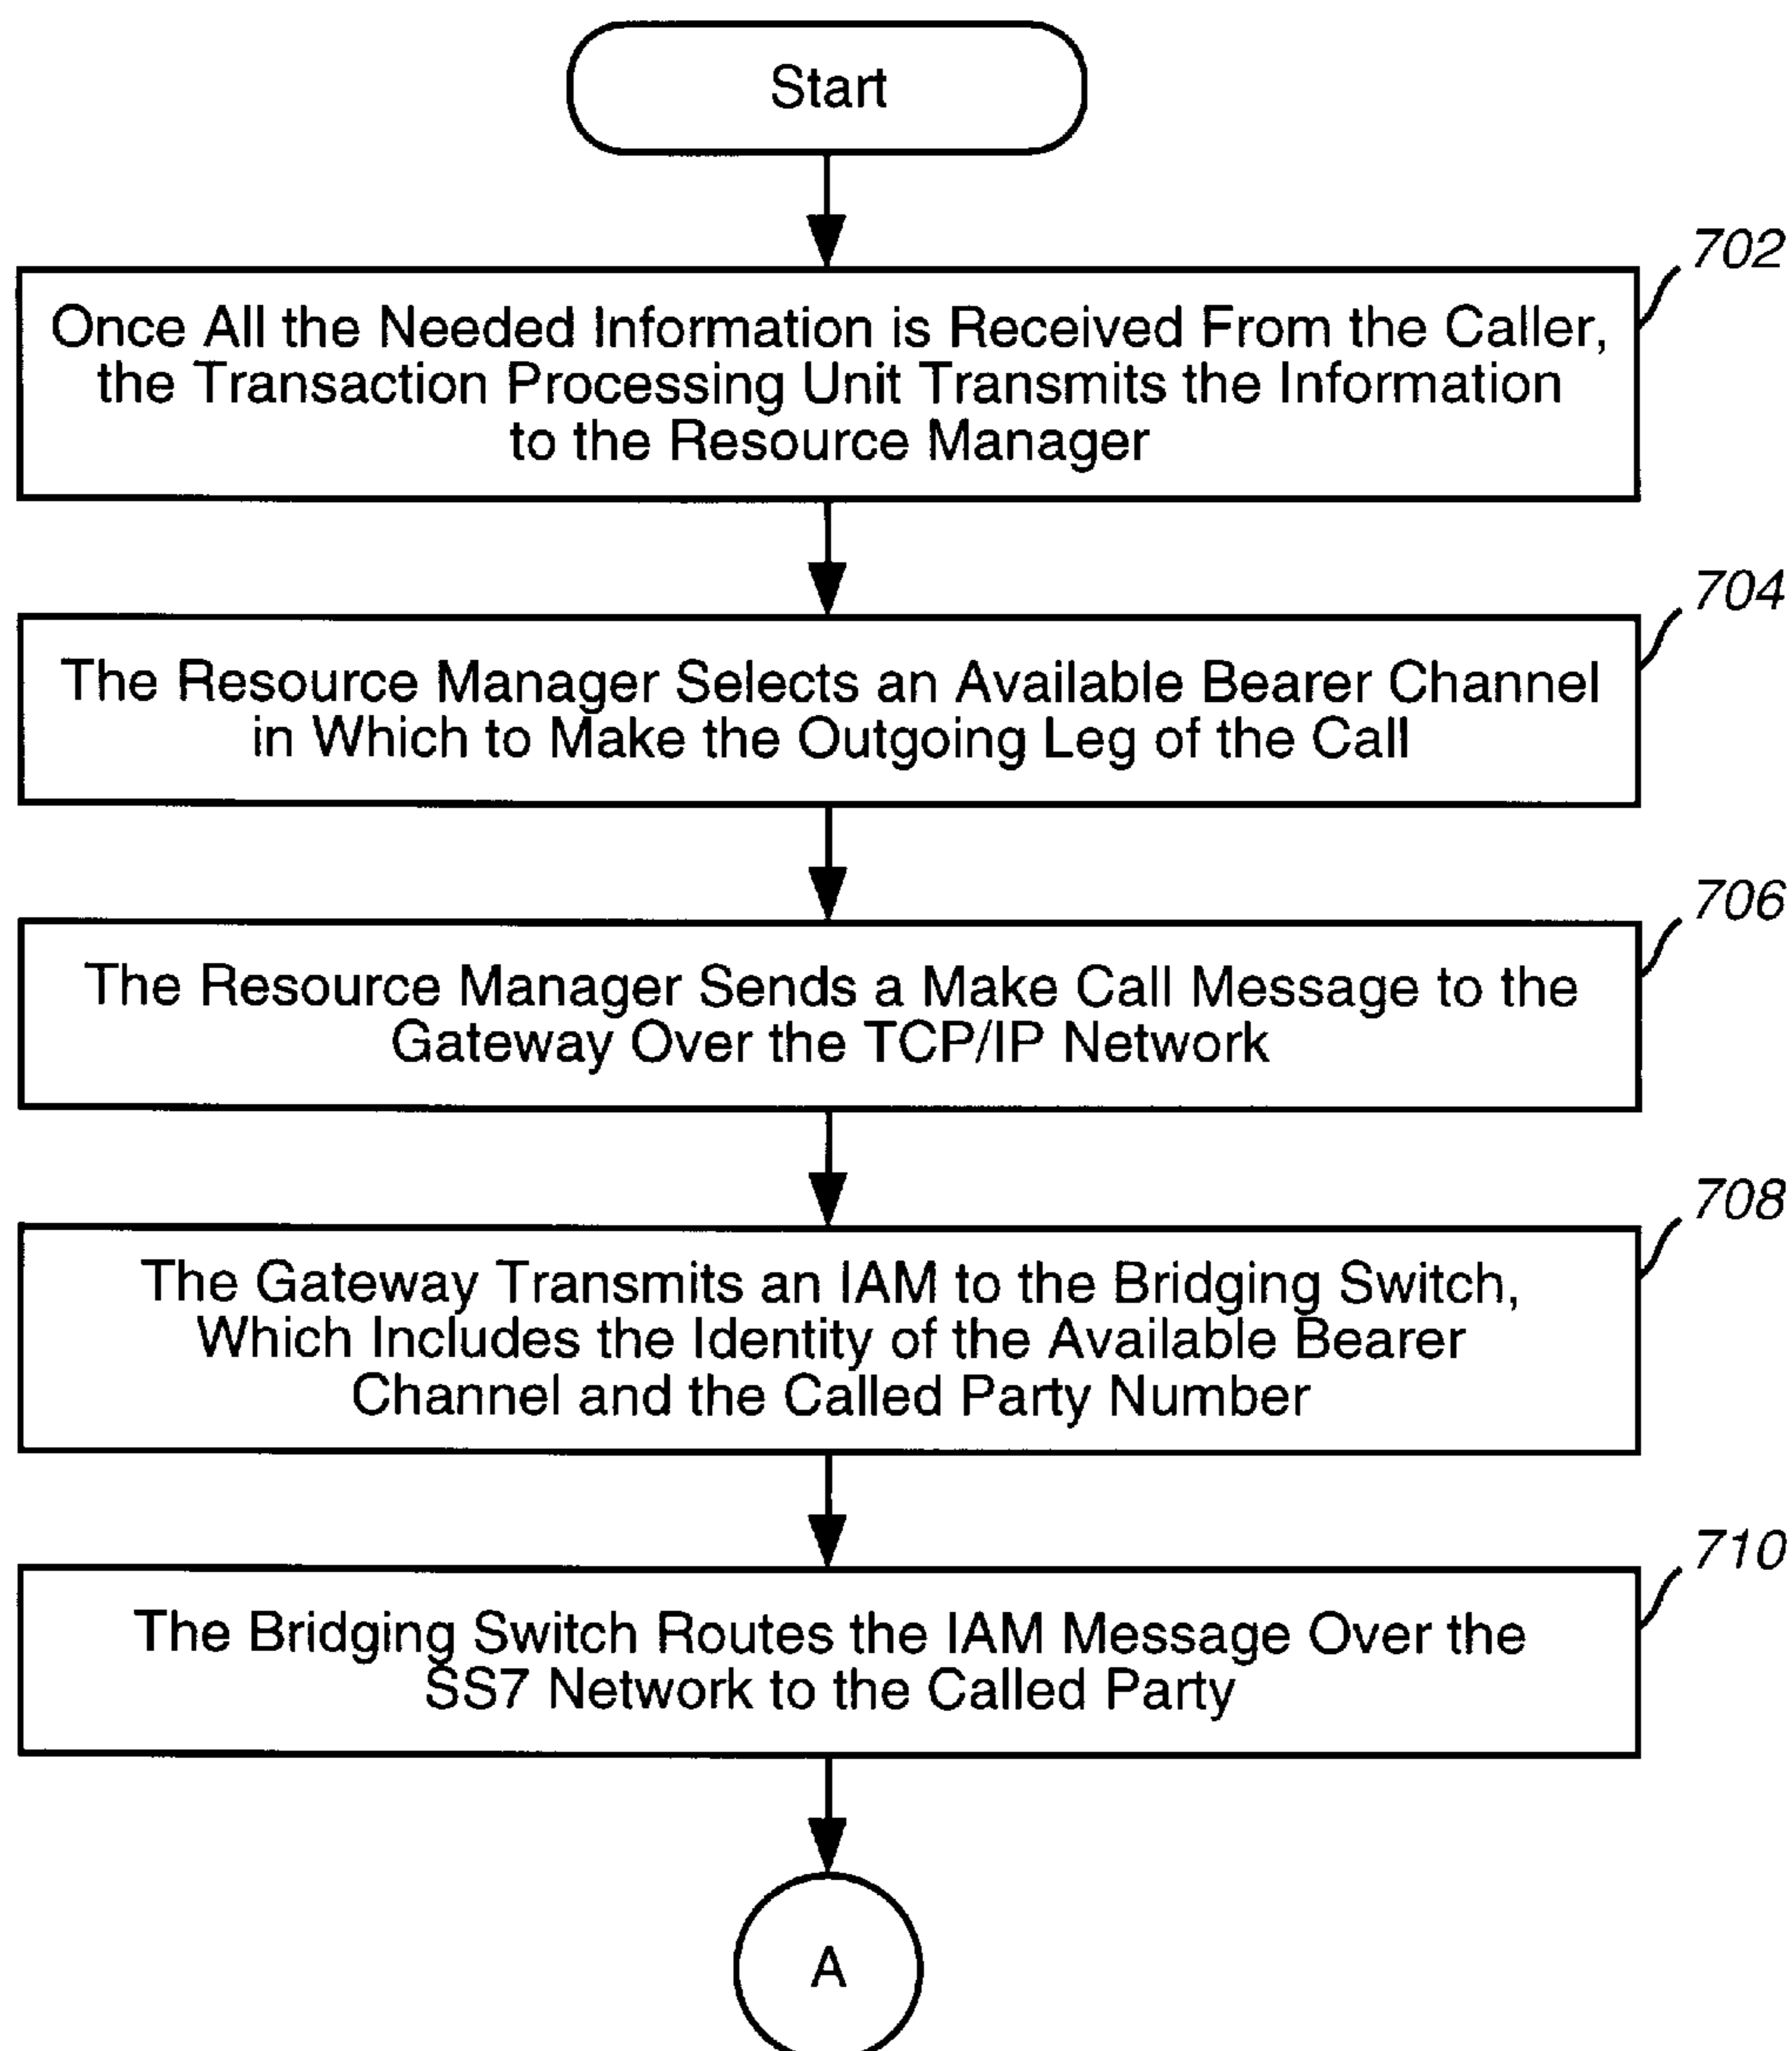 Start
702
Once All the Needed Information is Received From the Caller,
the Transaction Processing Unit Transmits the Information
to the Resource Manager
704
The Resource Manager Selects an Available Bearer Channel
in Which to Make the Outgoing Leg of the Call
706
The Resource Manager Sends a Make Call Message to the
Gateway Over the TCP/IP Network
708
The Gateway Transmits an IAM to the Bridging Switch,
Which Includes the Identity of the Available Bearer
Channel and the Called Party Number
710
The Bridging Switch Routes the IAM Message Over the
SS7 Network to the Called Party
A